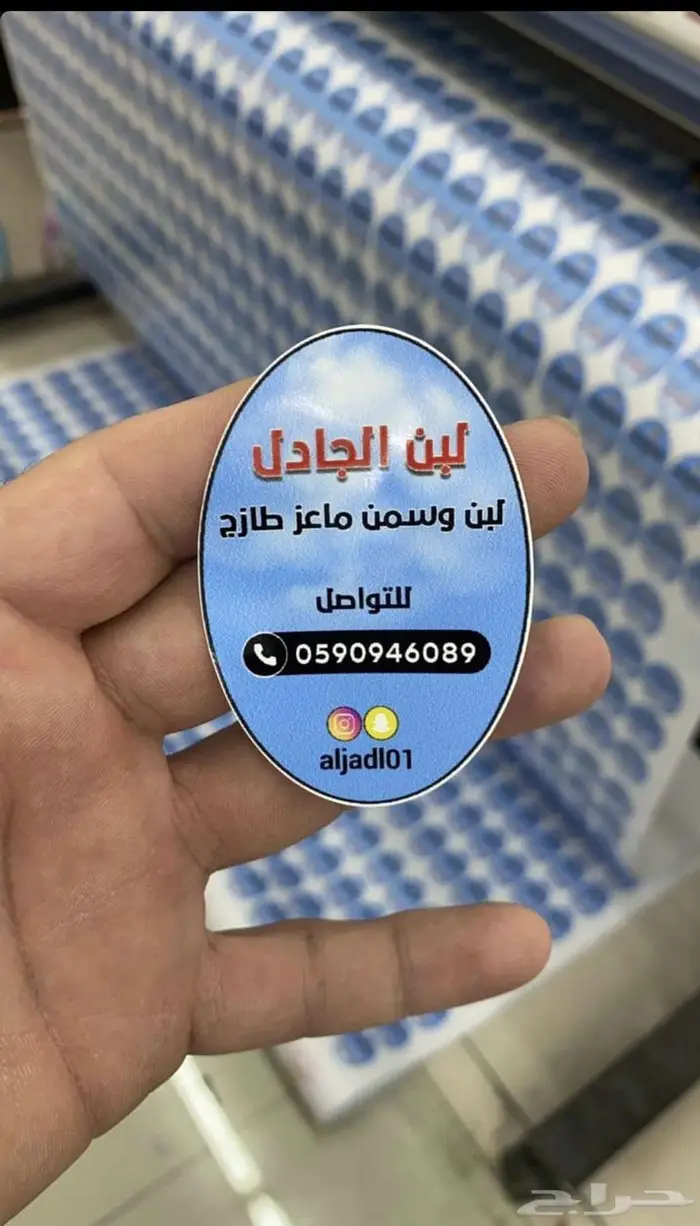 لبن الجادل
لبن وسمن ماعز طازج
للتواصل
0590946089
aljadl01
حراج